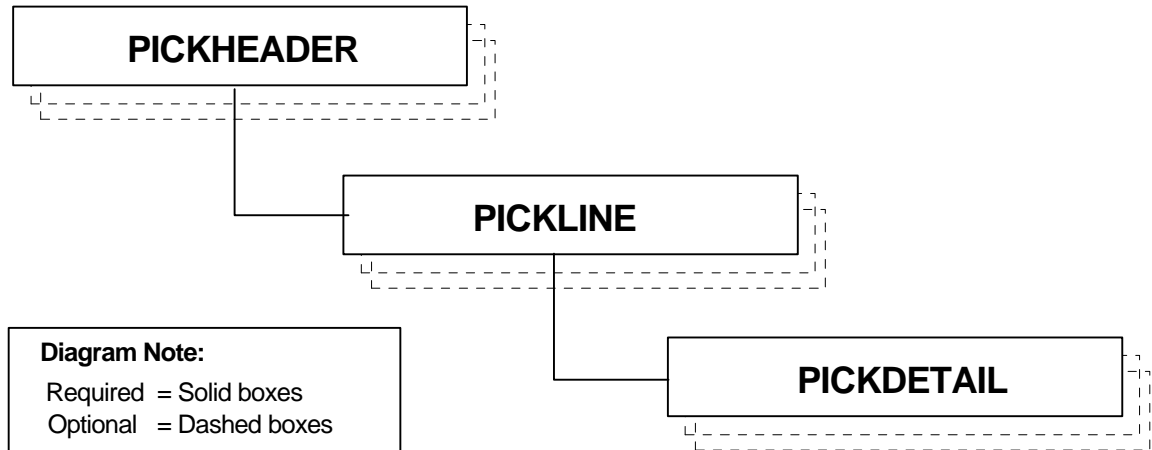 PICKHEADER
PICKLINE
PICKDETAIL
Diagram Note:
Required = Solid boxes
Optional = Dashed boxes